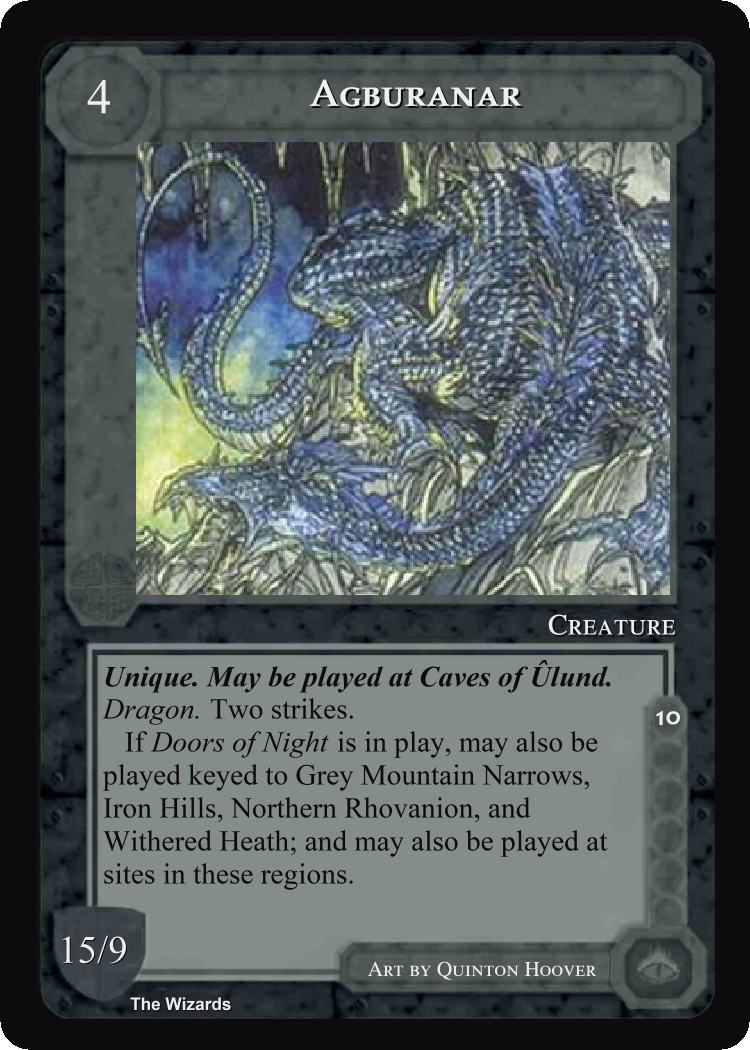 4
Agburanar
Creature
Unique. May be played at Caves of Ûlund.
Dragon. Two strikes.
If Doors of Night is in play, may also be
played keyed to Grey Mountain Narrows,
Iron Hills, Northern Rhovanion, and
Withered Heath; and may also be played at
sites in these regions.
10
15/9
Art by Quinton Hoover
The Wizards